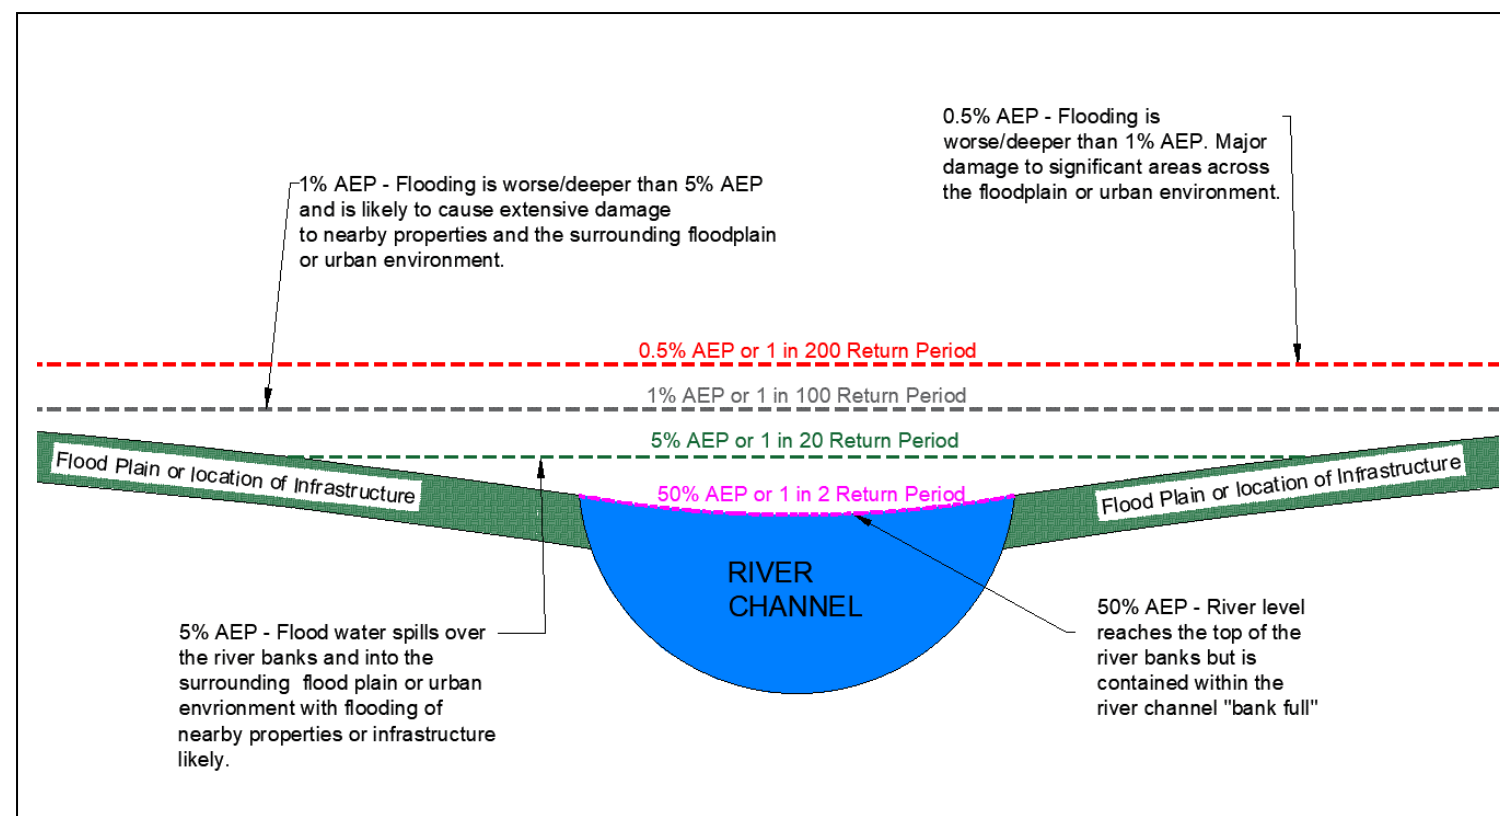 0.5% AEP - Flooding is
worse/deeper than 1% AEP. Major
damage to significant areas across
the floodplain or urban environment.
1% AEP - Flooding is worse/deeper than 5% AEP
and is likely to cause extensive damage
to nearby properties and the surrounding floodplain
or urban environment.
0.5% AEP or 1 in 200 Return Period
1% AEP or 1 in 100 Return Period
5% AEP or 1 in 20 Return Period
Flood Plain or location of Infrastructure
50% AEP or 1 in 2 Return Period
Flood Plain or location of Infrastructure
RIVER
CHANNEL
5% AEP - Flood water spills over
the river banks and into the
surrounding flood plain or urban
envrionment with flooding of
nearby properties or infrastructure
likely.
50% AEP - River level
reaches the top of the
river banks but is
contained within the
river channel "bank full"